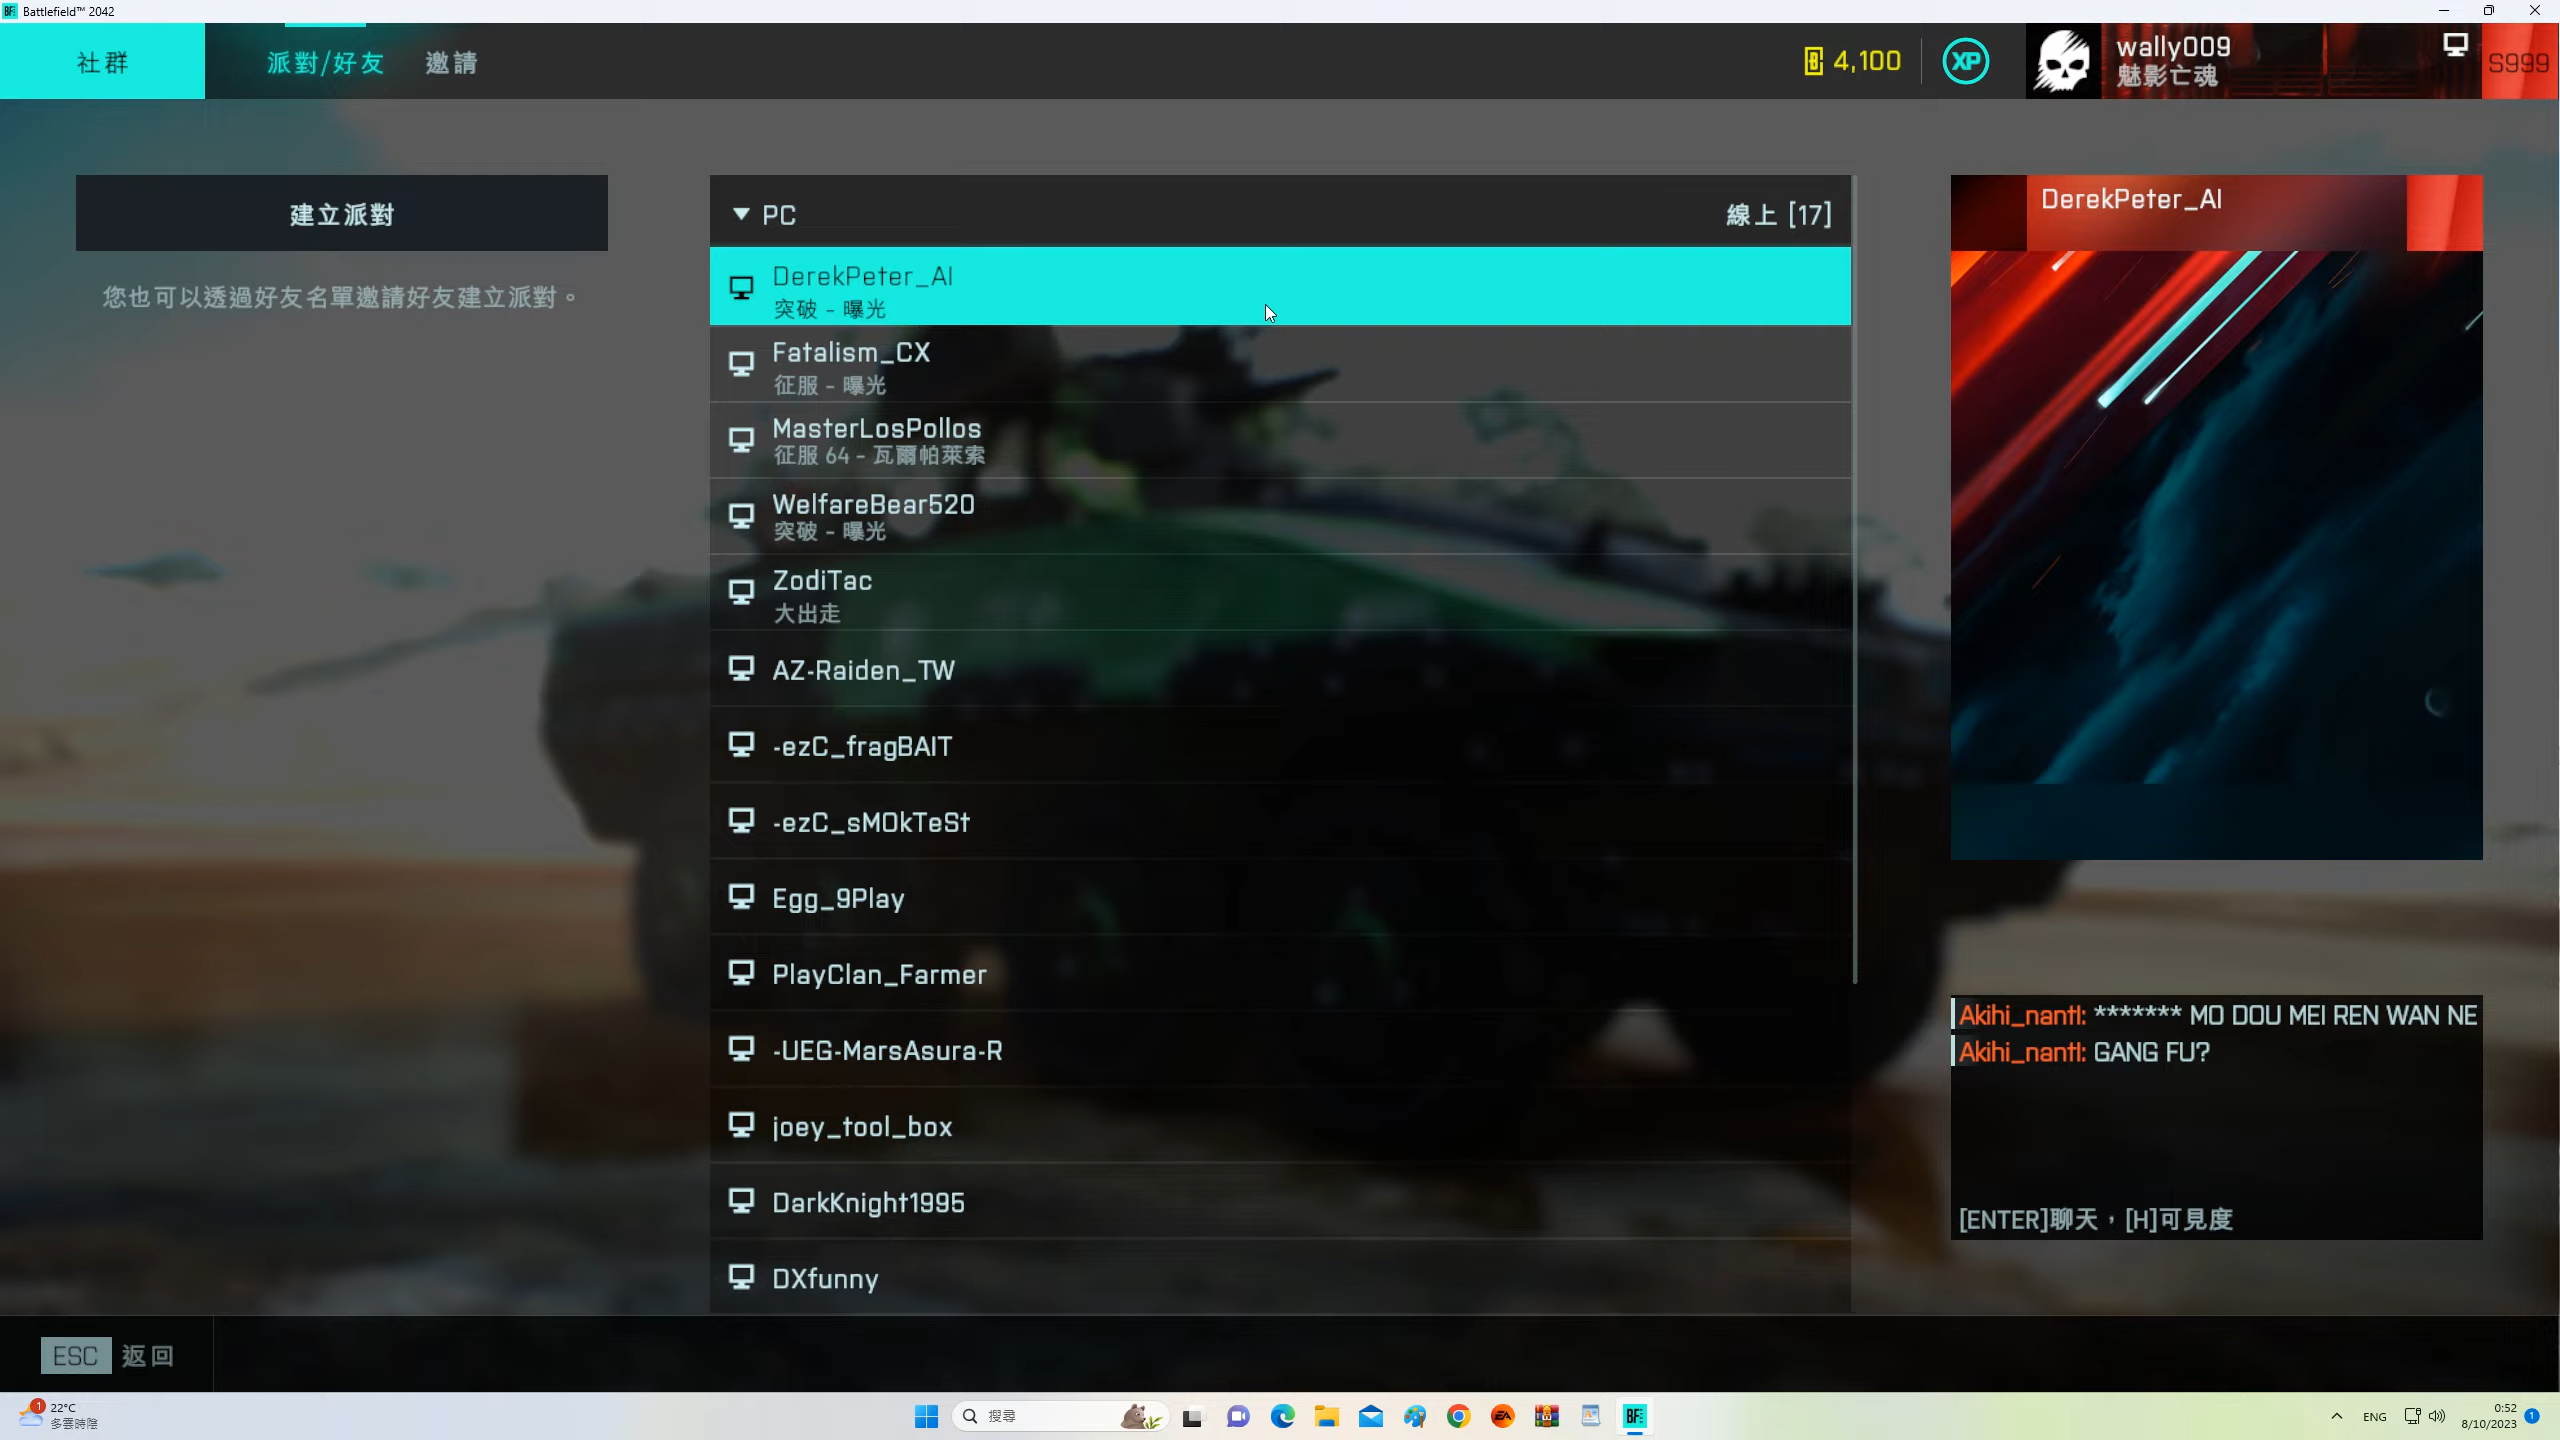 Battlefield™ 2042
社群
派對/好友
邀請
4,100
XP
wally009
魅影亡魂
S999
建立派對
您也可以透過好友名單邀請好友建立派對。
PC
線上 [17]
DerekPeter_AI
突破 - 曝光
Fatalism_CX
征服 - 曝光
MasterLosPollos
征服 64 - 瓦爾帕萊索
WelfareBear520
突破 - 曝光
ZodiTac
大出走
AZ-Raiden_TW
-ezC_fragBAIT
-ezC_sMOkTeSt
Egg_9Play
PlayClan_Farmer
-UEG-MarsAsura-R
joey_tool_box
DarkKnight1995
DXfunny
DerekPeter_AI
Akihi_nantI: ******* MO DOU MEI REN WAN NE
Akihi_nantI: GANG FU?
[ENTER]聊天，[H]可見度
ESC 返回
1
22°C
多雲時陰
搜尋
EA
BF
ENG
0:52
8/10/2023
1